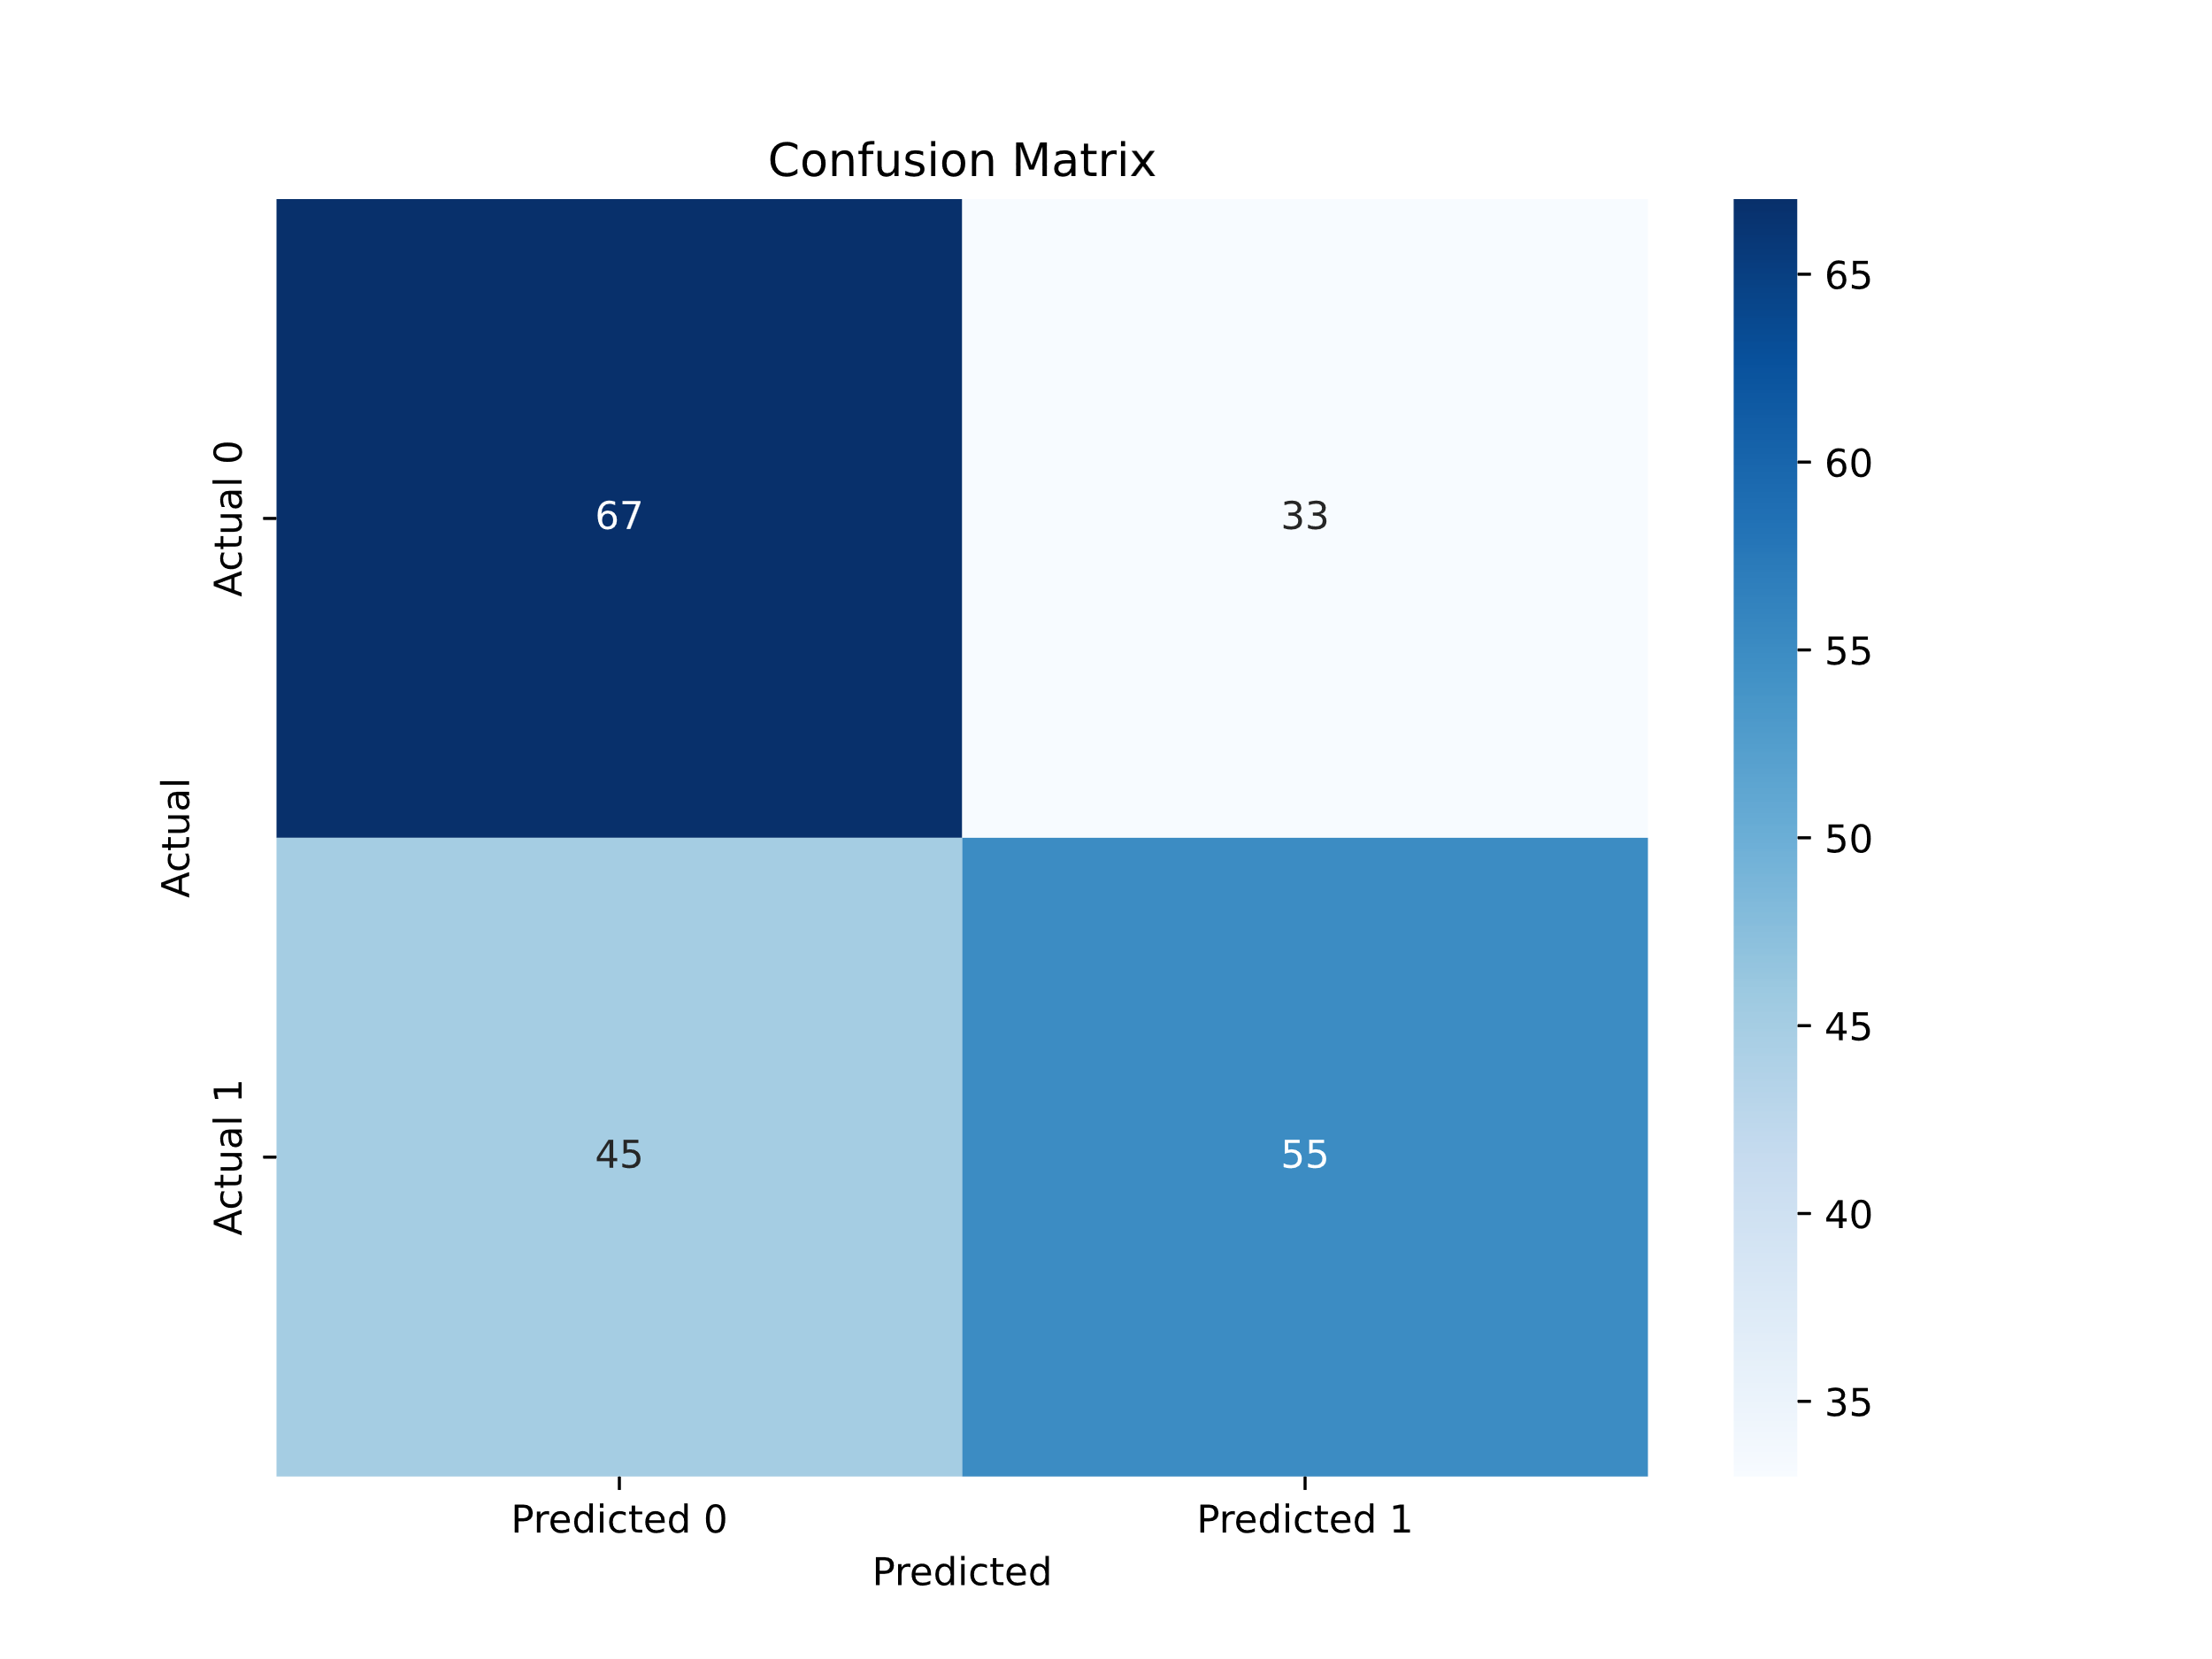 Confusion Matrix
Actual
Actual 0
67
33
Actual 1
45
55
Predicted 0
Predicted 1
Predicted
65
60
55
50
45
40
35